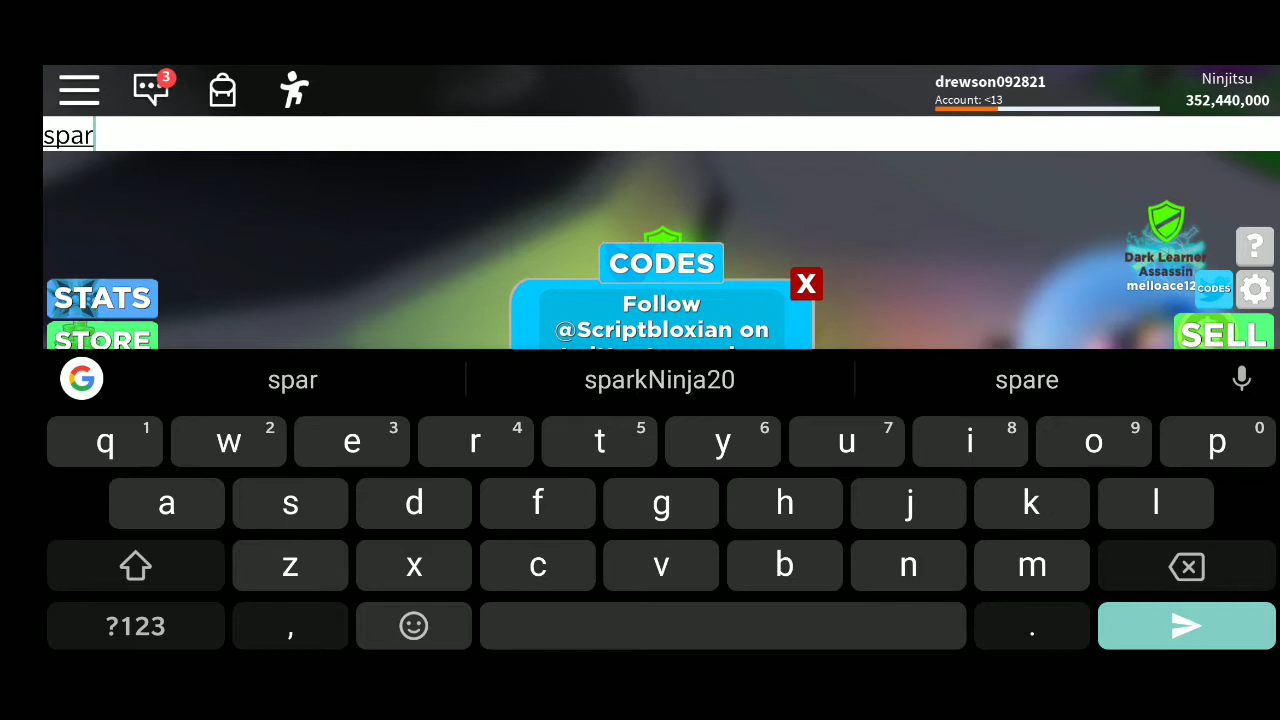 3
drewson092821
Account: <13
Ninjitsu
352,440,000
spar
CODES
X
Follow
@Scriptbloxian on
STATS
STORE
Dark Learner
Assassin
melloace12
CODES
?
SELL
spar sparkNinja20 spare
q 1 w 2 e 3 r 4 t 5 y 6 u 7 i 8 o 9 p 0
a s d f g h j k l
z x c v b n m
?123 , .